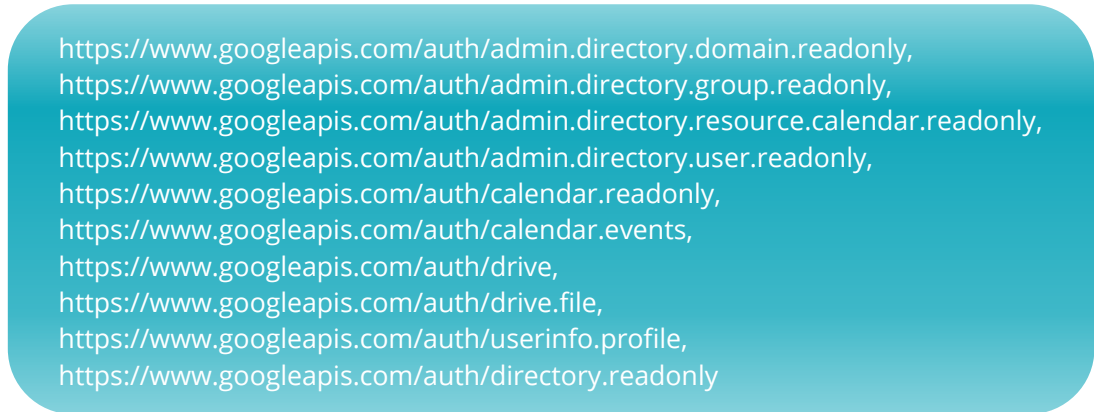 https://www.googleapis.com/auth/admin.directory.domain.readonly,
https://www.googleapis.com/auth/admin.directory.group.readonly,
https://www.googleapis.com/auth/admin.directory.resource.calendar.readonly,
https://www.googleapis.com/auth/admin.directory.user.readonly,
https://www.googleapis.com/auth/calendar.readonly,
https://www.googleapis.com/auth/calendar.events,
https://www.googleapis.com/auth/drive,
https://www.googleapis.com/auth/drive.file,
https://www.googleapis.com/auth/userinfo.profile,
https://www.googleapis.com/auth/directory.readonly